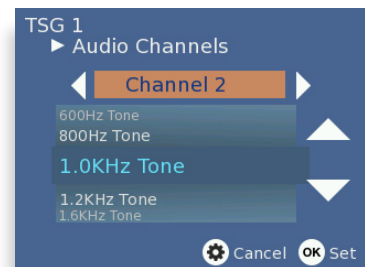 TSG 1
Audio Channels
Channel 2
600Hz Tone
800Hz Tone
1.0KHz Tone
1.2KHz Tone
1.6KHz Tone
Cancel OK Set